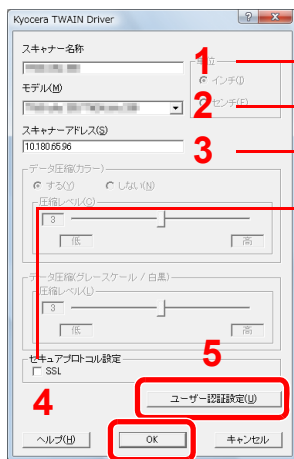 Kyocera TWAIN Driver
スキャナー名称
単位
1
インチ(I)
モデル(M)
センチ(E)
2
スキャナーアドレス(S)
10.180.65.96
3
データ圧縮(カラー)
する(Y) しない(N)
圧縮レベル(C)
3
低 高
データ圧縮(グレースケール / 白黒)
圧縮レベル(L)
3
低 高
セキュアプロトコル設定
SSL
5
4
ユーザー認証設定(U)
ヘルプ(H) OK キャンセル